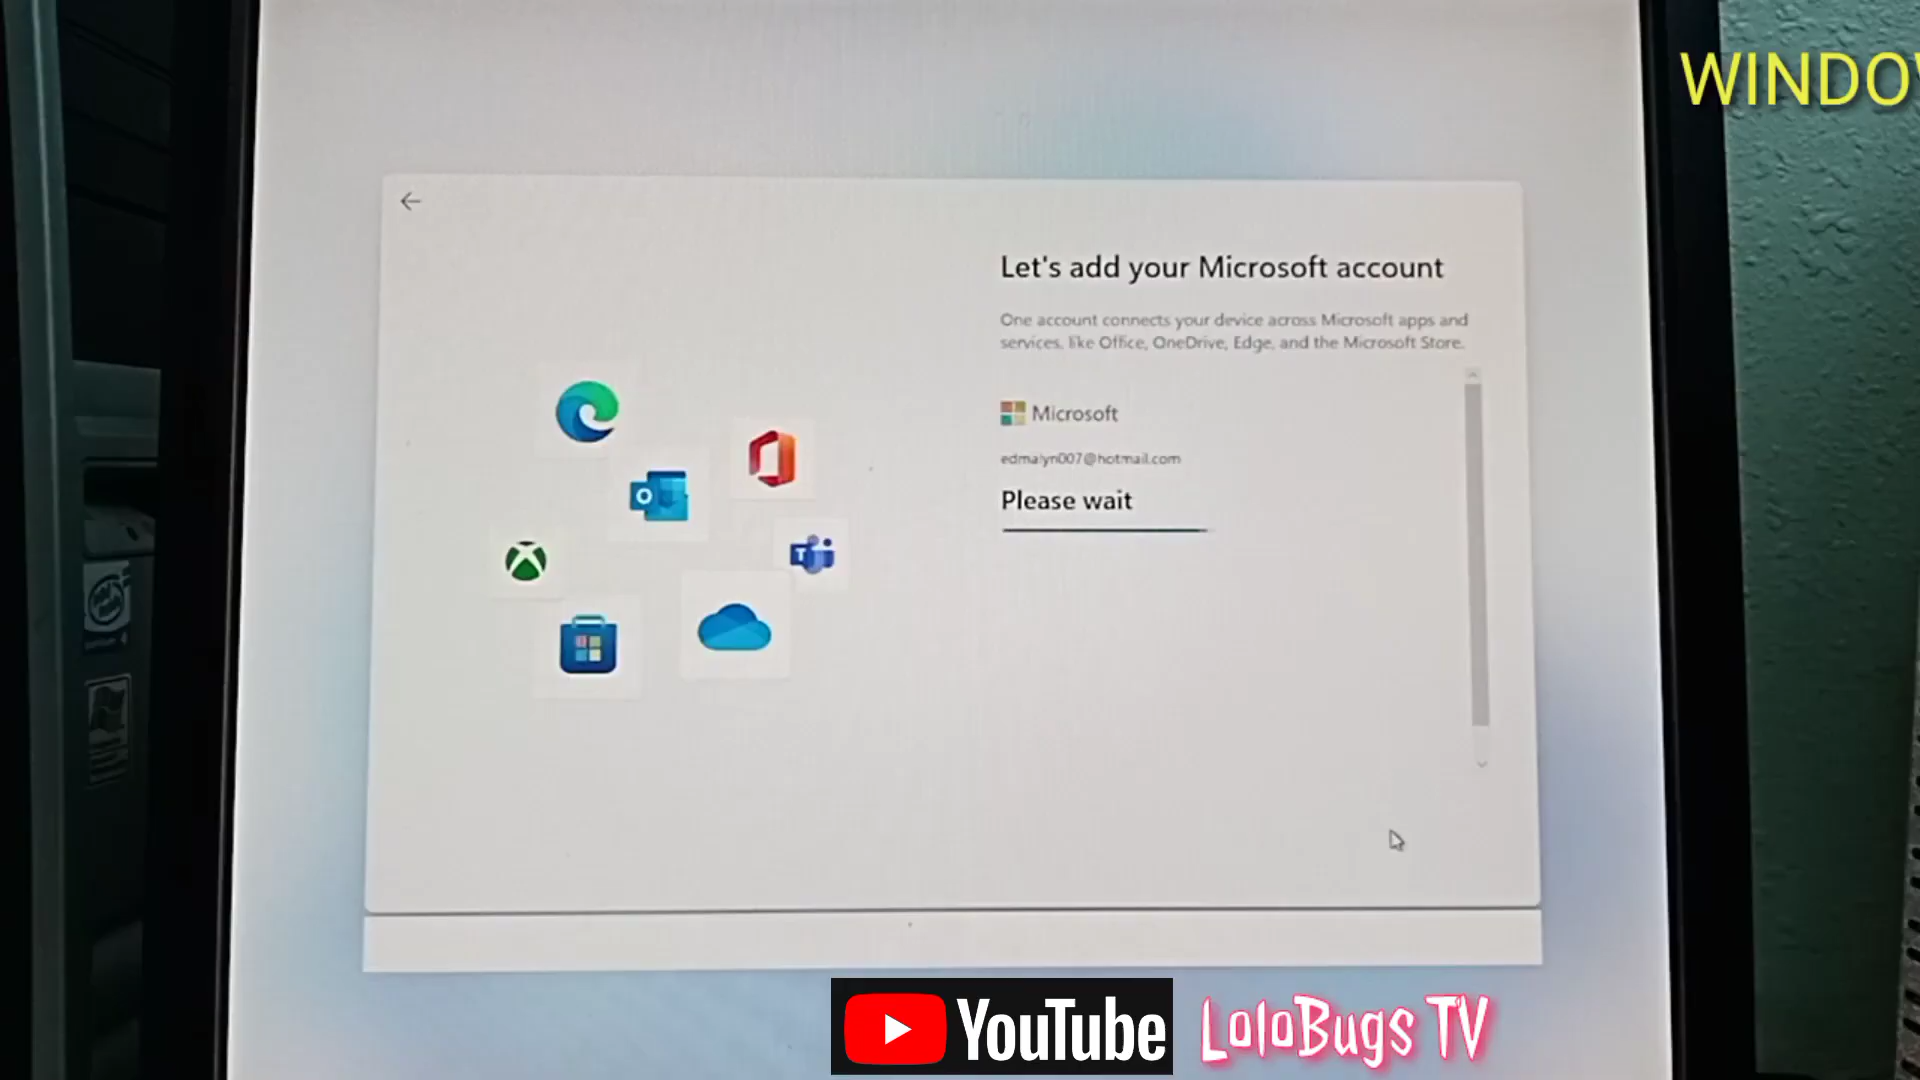 WINDOW
Let's add your Microsoft account
One account connects your device across Microsoft apps and
services, like Office, OneDrive, Edge, and the Microsoft Store.
Microsoft
edmalyn007@hotmail.com
Please wait
YouTube LoloBugs TV